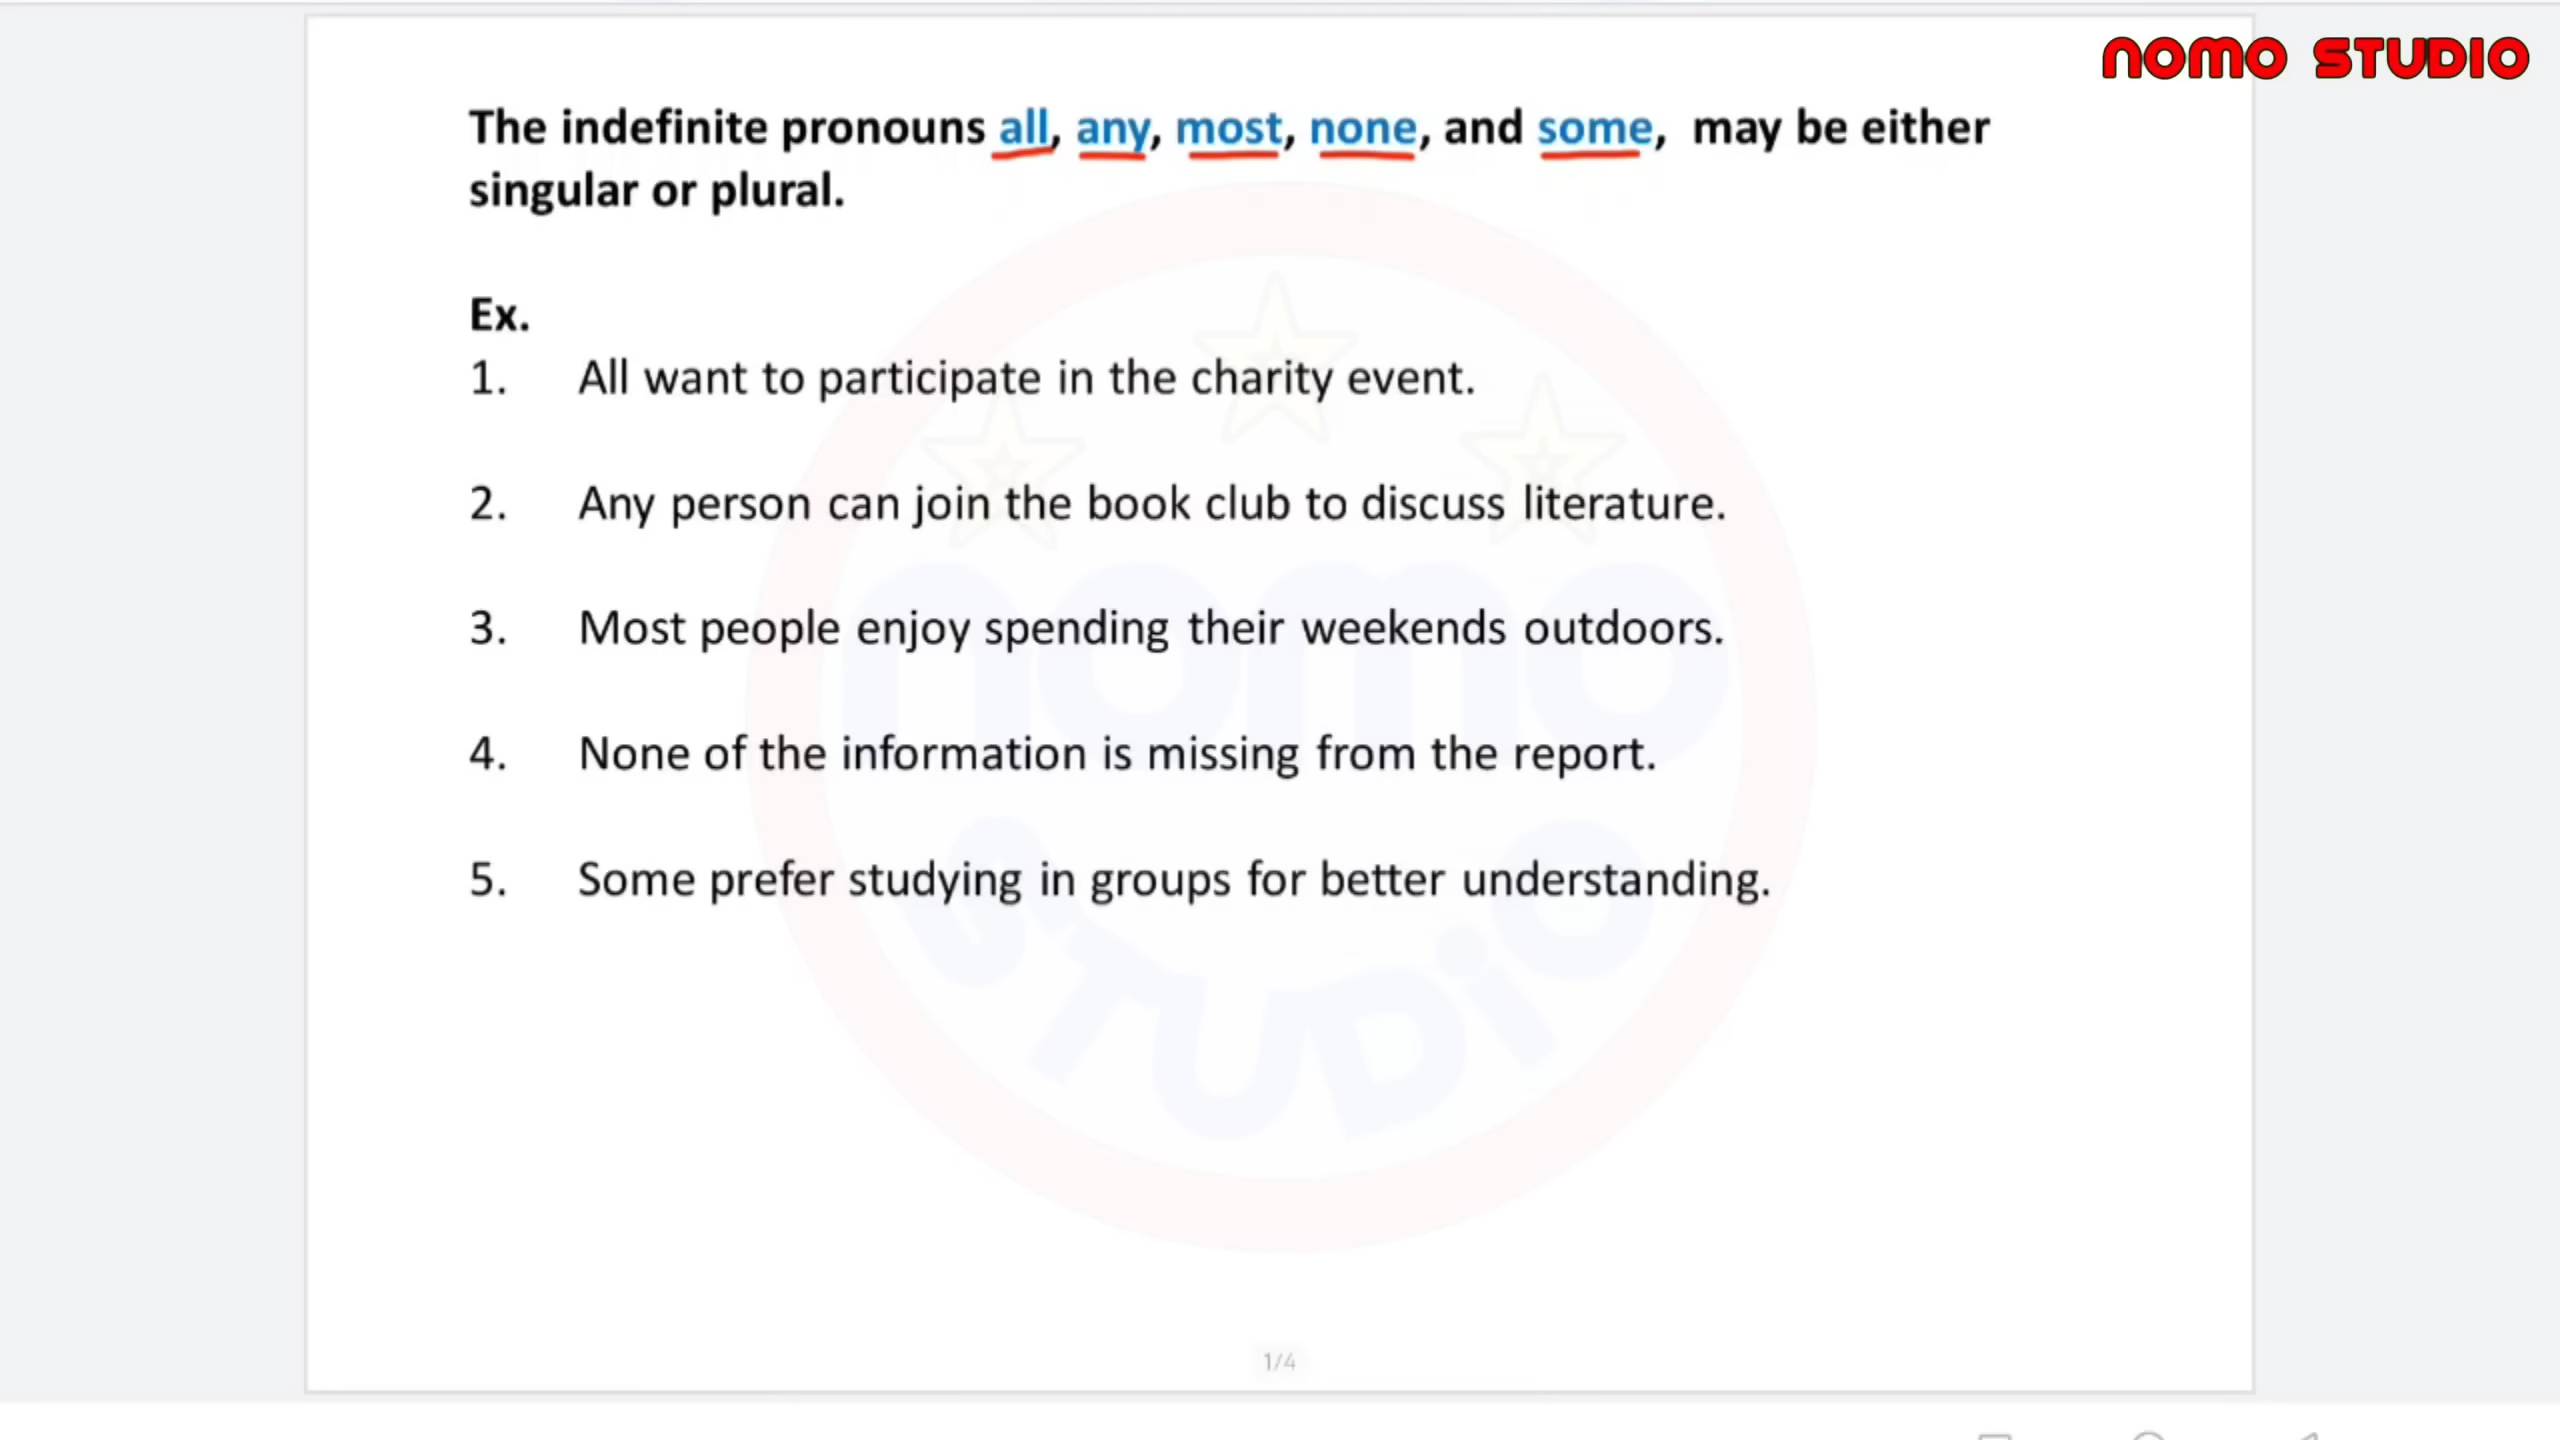 NOMO STUDIO
The indefinite pronouns all, any, most, none, and some, may be either
singular or plural.
Ex.
1. All want to participate in the charity event.
2. Any person can join the book club to discuss literature.
3. Most people enjoy spending their weekends outdoors.
4. None of the information is missing from the report.
5. Some prefer studying in groups for better understanding.
nomo
STUDiO
1/4